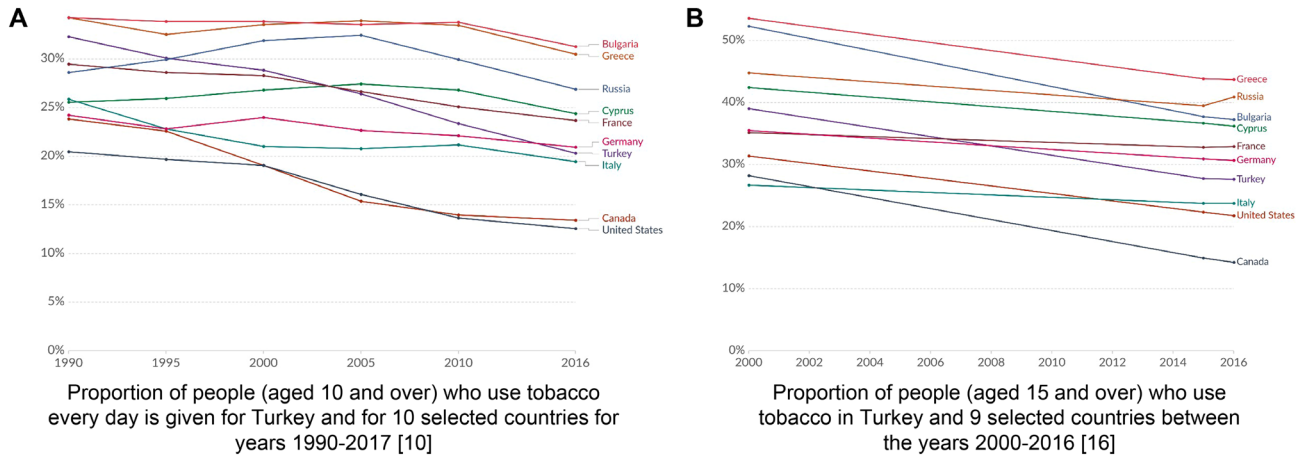 A
30%
25%
20%
15%
10%
5%
0%
1990 1995 2000 2005 2010 2016
Bulgaria
Greece
Russia
Cyprus
France
Germany
Turkey
Italy
Canada
United States
Proportion of people (aged 10 and over) who use tobacco
every day is given for Turkey and for 10 selected countries for
years 1990-2017 [10]
B
50%
40%
30%
20%
10%
0%
2000 2002 2004 2006 2008 2010 2012 2014 2016
Greece
Russia
Bulgaria
Cyprus
France
Germany
Turkey
Italy
United States
Canada
Proportion of people (aged 15 and over) who use
tobacco in Turkey and 9 selected countries between
the years 2000-2016 [16]